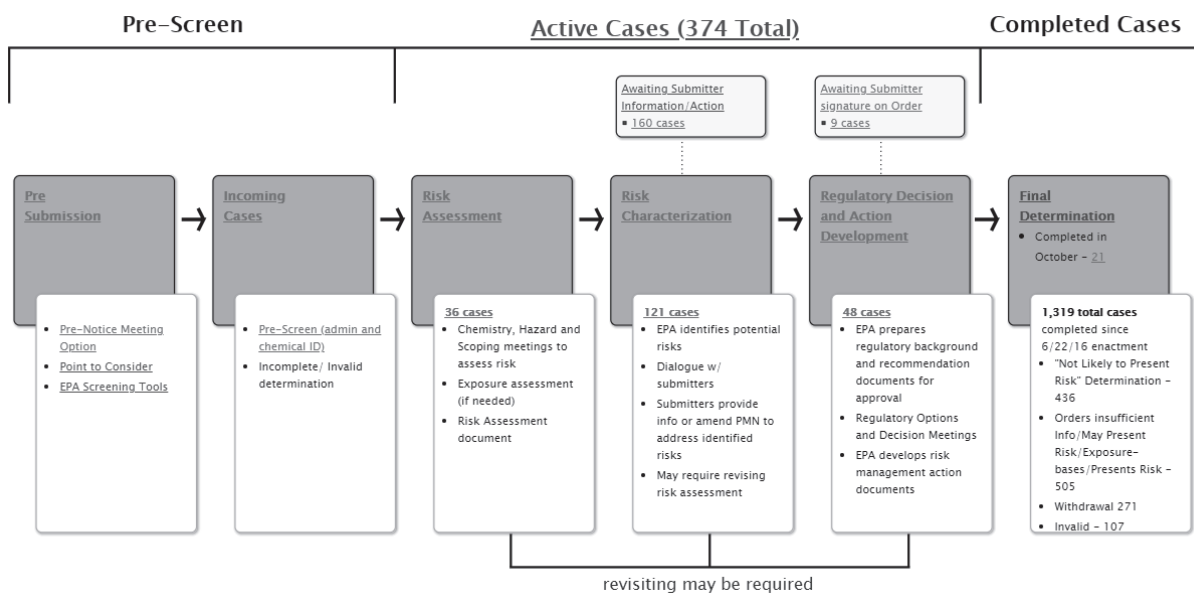 Pre-Screen
Active Cases (374 Total)
Completed Cases
Awaiting Submitter
Information/Action
▪ 160 cases
Awaiting Submitter
signature on Order
▪ 9 cases
Pre
Submission
Incoming
Cases
Risk
Assessment
Risk
Characterization
Regulatory Decision
and Action
Development
Final
Determination
• Completed in
October - 21
• Pre-Notice Meeting
Option
• Point to Consider
• EPA Screening Tools
• Pre-Screen (admin and
chemical ID)
• Incomplete/ Invalid
determination
36 cases
• Chemistry, Hazard and
Scoping meetings to
assess risk
• Exposure assessment
(if needed)
• Risk Assessment
document
121 cases
• EPA identifies potential
risks
• Dialogue w/
submitters
• Submitters provide
info or amend PMN to
address identified
risks
• May require revising
risk assessment
48 cases
• EPA prepares
regulatory background
and recommendation
documents for
approval
• Regulatory Options
and Decision Meetings
• EPA develops risk
management action
documents
1,319 total cases
completed since
6/22/16 enactment
• "Not Likely to Present
Risk" Determination -
436
• Orders insufficient
Info/May Present
Risk/Exposure-
bases/Presents Risk -
505
• Withdrawal 271
• Invalid - 107
revisiting may be required